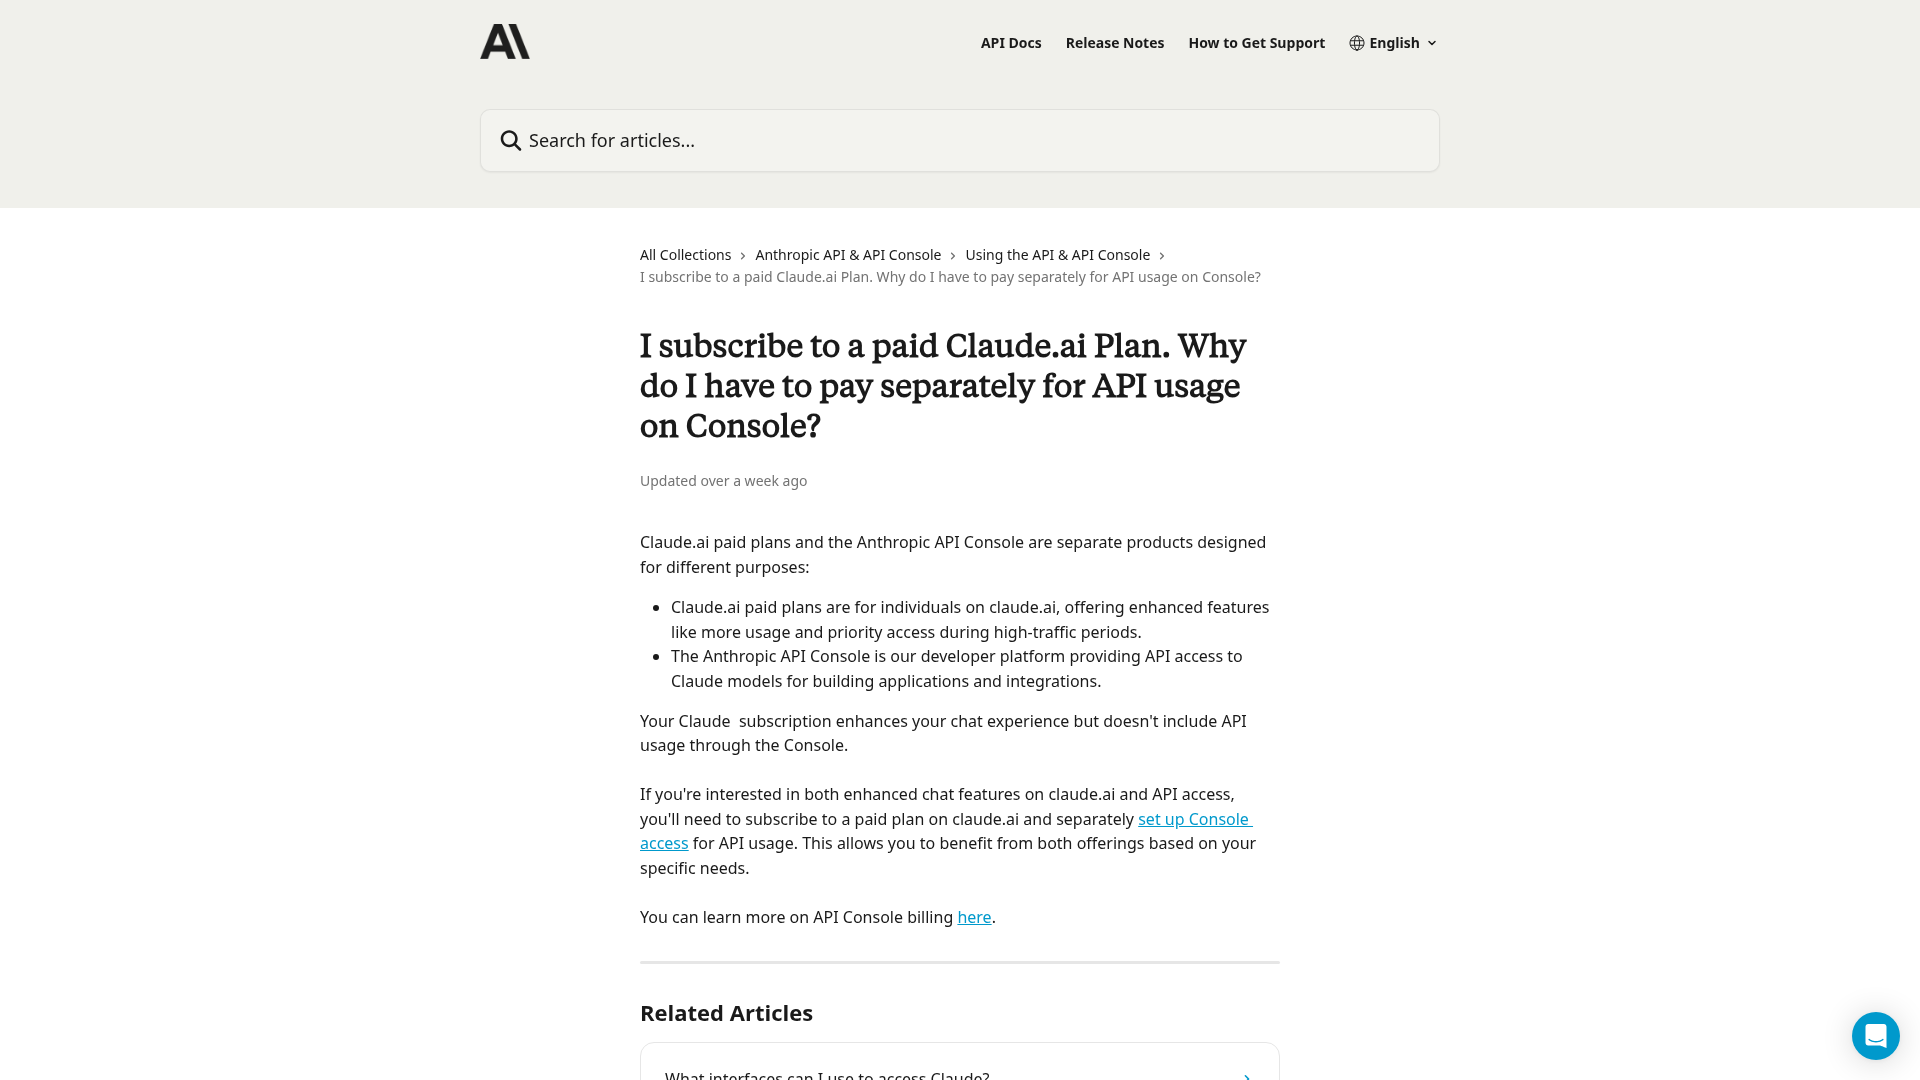 API Docs
Release Notes
How to Get Support
English
Search for articles...
All Collections
Anthropic API & API Console
Using the API & API Console
I subscribe to a paid Claude.ai Plan. Why do I have to pay separately for API usage on Console?
I subscribe to a paid Claude.ai Plan. Why
do I have to pay separately for API usage
on Console?
Updated over a week ago
Claude.ai paid plans and the Anthropic API Console are separate products designed
for different purposes:
Claude.ai paid plans are for individuals on claude.ai, offering enhanced features
like more usage and priority access during high-traffic periods.
The Anthropic API Console is our developer platform providing API access to
Claude models for building applications and integrations.
Your Claude  subscription enhances your chat experience but doesn't include API
usage through the Console.
If you're interested in both enhanced chat features on claude.ai and API access,
you'll need to subscribe to a paid plan on claude.ai and separately set up Console
access for API usage. This allows you to benefit from both offerings based on your
specific needs.
You can learn more on API Console billing here.
Related Articles
What interfaces can I use to access Claude?